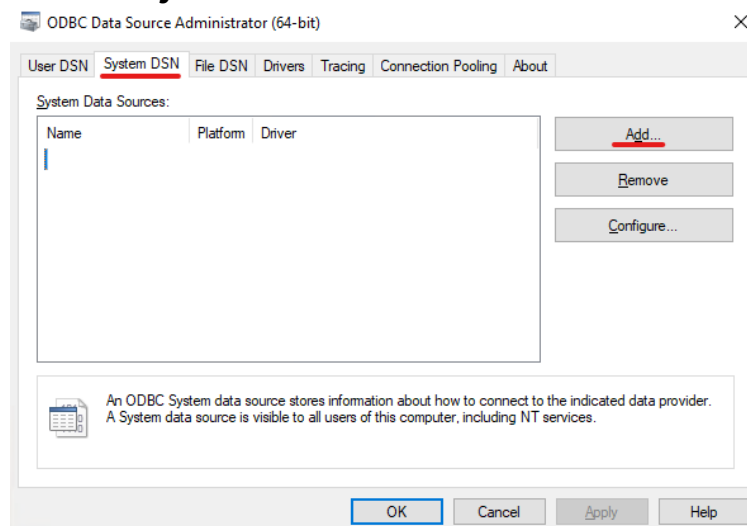 ODBC Data Source Administrator (64-bit)
User DSN System DSN File DSN Drivers Tracing Connection Pooling About
System Data Sources:
Name Platform Driver
Add...
Remove
Configure...
An ODBC System data source stores information about how to connect to the indicated data provider.
A System data source is visible to all users of this computer, including NT services.
OK Cancel Apply Help